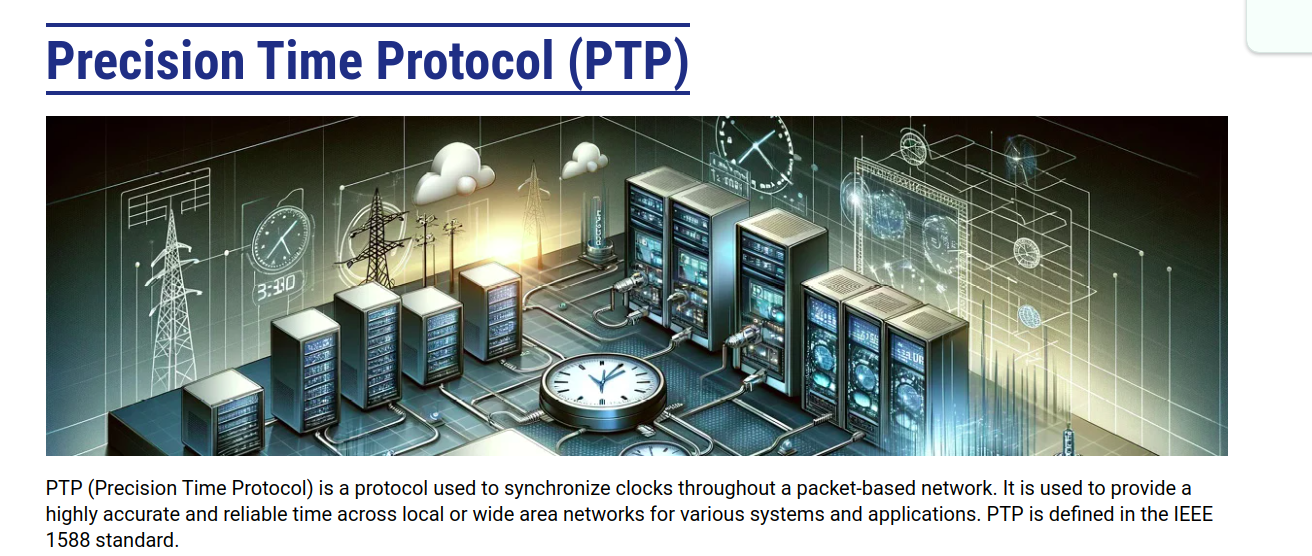 Precision Time Protocol (PTP)
3:30
PTP (Precision Time Protocol) is a protocol used to synchronize clocks throughout a packet-based network. It is used to provide a
highly accurate and reliable time across local or wide area networks for various systems and applications. PTP is defined in the IEEE
1588 standard.